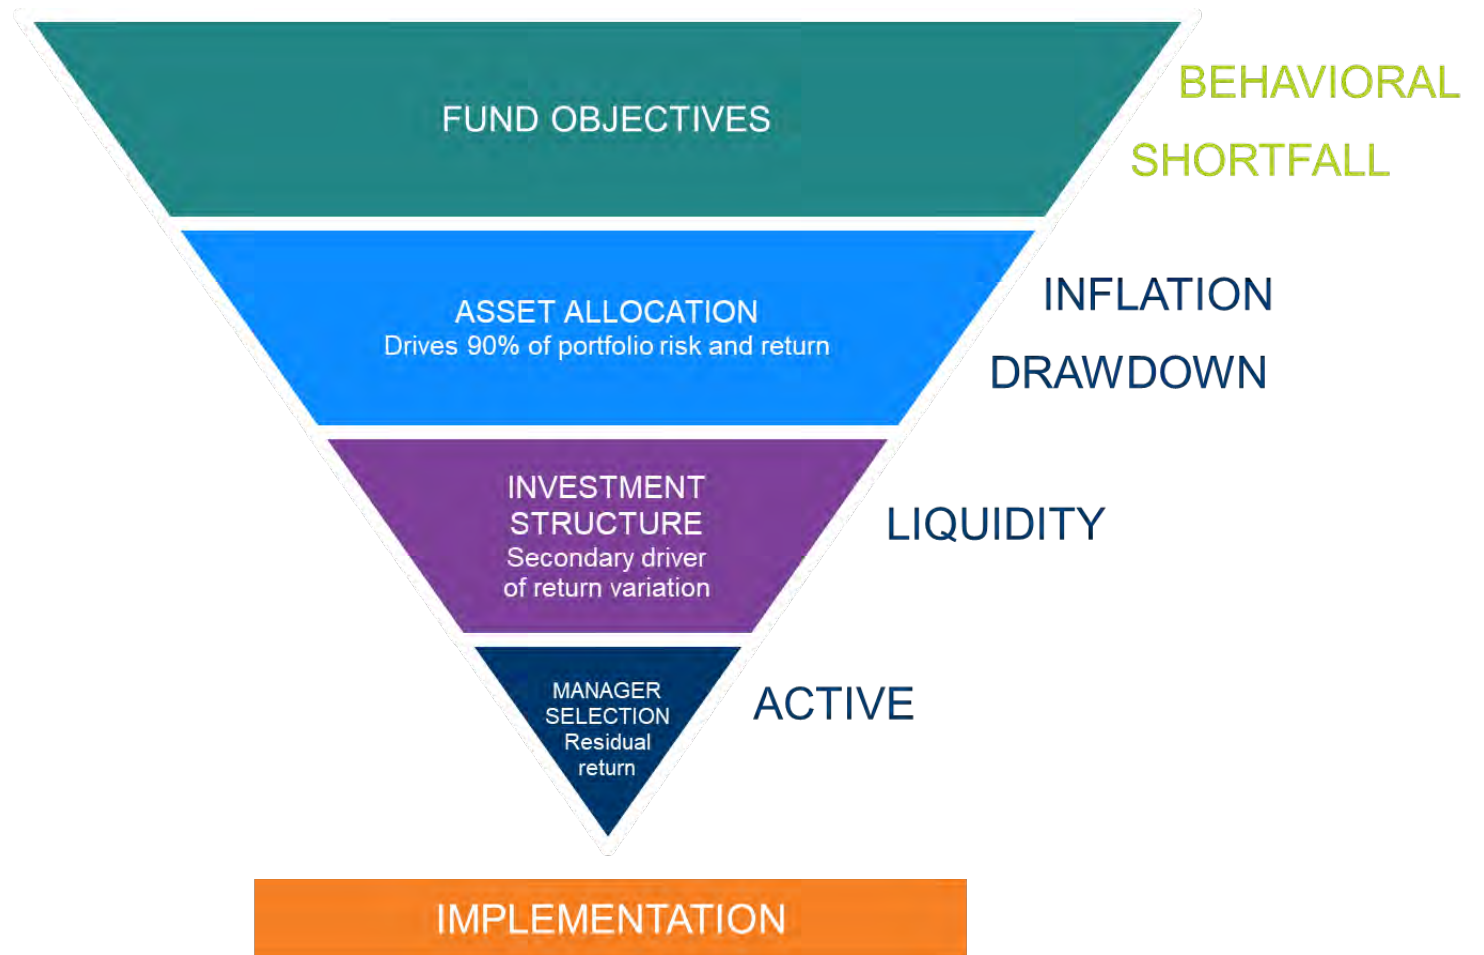 FUND OBJECTIVES
BEHAVIORAL
SHORTFALL
ASSET ALLOCATION
Drives 90% of portfolio risk and return
INFLATION
DRAWDOWN
INVESTMENT
STRUCTURE
Secondary driver
of return variation
LIQUIDITY
MANAGER
SELECTION
Residual
return
ACTIVE
IMPLEMENTATION